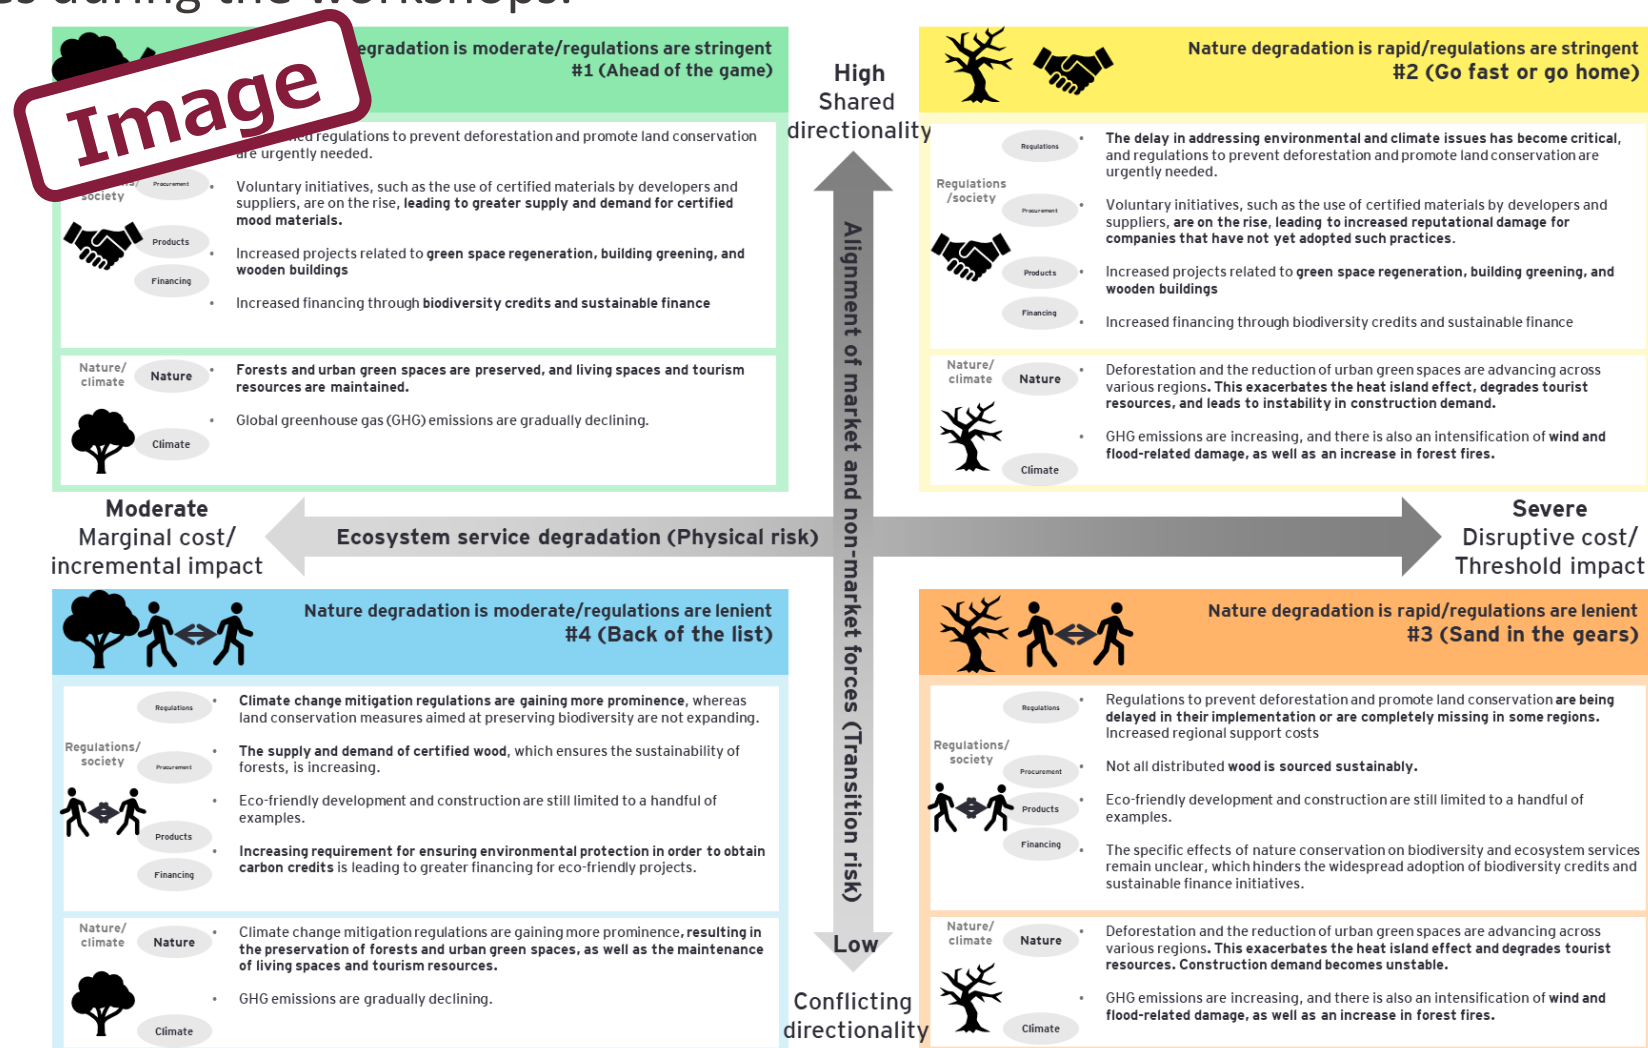 es during the workshops.
Image
egradation is moderate/regulations are stringent
#1 (Ahead of the game)
regulations to prevent deforestation and promote land conservation
are urgently needed.
society
Procurement
Voluntary initiatives, such as the use of certified materials by developers and
suppliers, are on the rise, leading to greater supply and demand for certified
mood materials.
Products
Increased projects related to green space regeneration, building greening, and
wooden buildings
Financing
Increased financing through biodiversity credits and sustainable finance
Nature/
climate
Nature
Forests and urban green spaces are preserved, and living spaces and tourism
resources are maintained.
Climate
Global greenhouse gas (GHG) emissions are gradually declining.
High
Shared
directionality
Nature degradation is rapid/regulations are stringent
#2 (Go fast or go home)
Regulations
/society
Regulations
The delay in addressing environmental and climate issues has become critical,
and regulations to prevent deforestation and promote land conservation are
urgently needed.
Procurement
Voluntary initiatives, such as the use of certified materials by developers and
suppliers, are on the rise, leading to increased reputational damage for
companies that have not yet adopted such practices.
Products
Increased projects related to green space regeneration, building greening, and
wooden buildings
Financing
Increased financing through biodiversity credits and sustainable finance
Nature/
climate
Nature
Deforestation and the reduction of urban green spaces are advancing across
various regions. This exacerbates the heat island effect, degrades tourist
resources, and leads to instability in construction demand.
Climate
GHG emissions are increasing, and there is also an intensification of wind and
flood-related damage, as well as an increase in forest fires.
Alignment of market and non-market forces (Transition risk)
Moderate
Marginal cost/
incremental impact
Ecosystem service degradation (Physical risk)
Severe
Disruptive cost/
Threshold impact
Nature degradation is moderate/regulations are lenient
#4 (Back of the list)
Regulations/
society
Regulations
Climate change mitigation regulations are gaining more prominence, whereas
land conservation measures aimed at preserving biodiversity are not expanding.
Procurement
The supply and demand of certified wood, which ensures the sustainability of
forests, is increasing.
Products
Eco-friendly development and construction are still limited to a handful of
examples.
Financing
Increasing requirement for ensuring environmental protection in order to obtain
carbon credits is leading to greater financing for eco-friendly projects.
Nature/
climate
Nature
Climate change mitigation regulations are gaining more prominence, resulting in
the preservation of forests and urban green spaces, as well as the maintenance
of living spaces and tourism resources.
Climate
GHG emissions are gradually declining.
Low
Conflicting
directionality
Nature degradation is rapid/regulations are lenient
#3 (Sand in the gears)
Regulations/
society
Regulations
Regulations to prevent deforestation and promote land conservation are being
delayed in their implementation or are completely missing in some regions.
Increased regional support costs
Procurement
Not all distributed wood is sourced sustainably.
Products
Eco-friendly development and construction are still limited to a handful of
examples.
Financing
The specific effects of nature conservation on biodiversity and ecosystem services
remain unclear, which hinders the widespread adoption of biodiversity credits and
sustainable finance initiatives.
Nature/
climate
Nature
Deforestation and the reduction of urban green spaces are advancing across
various regions. This exacerbates the heat island effect and degrades tourist
resources. Construction demand becomes unstable.
Climate
GHG emissions are increasing, and there is also an intensification of wind and
flood-related damage, as well as an increase in forest fires.